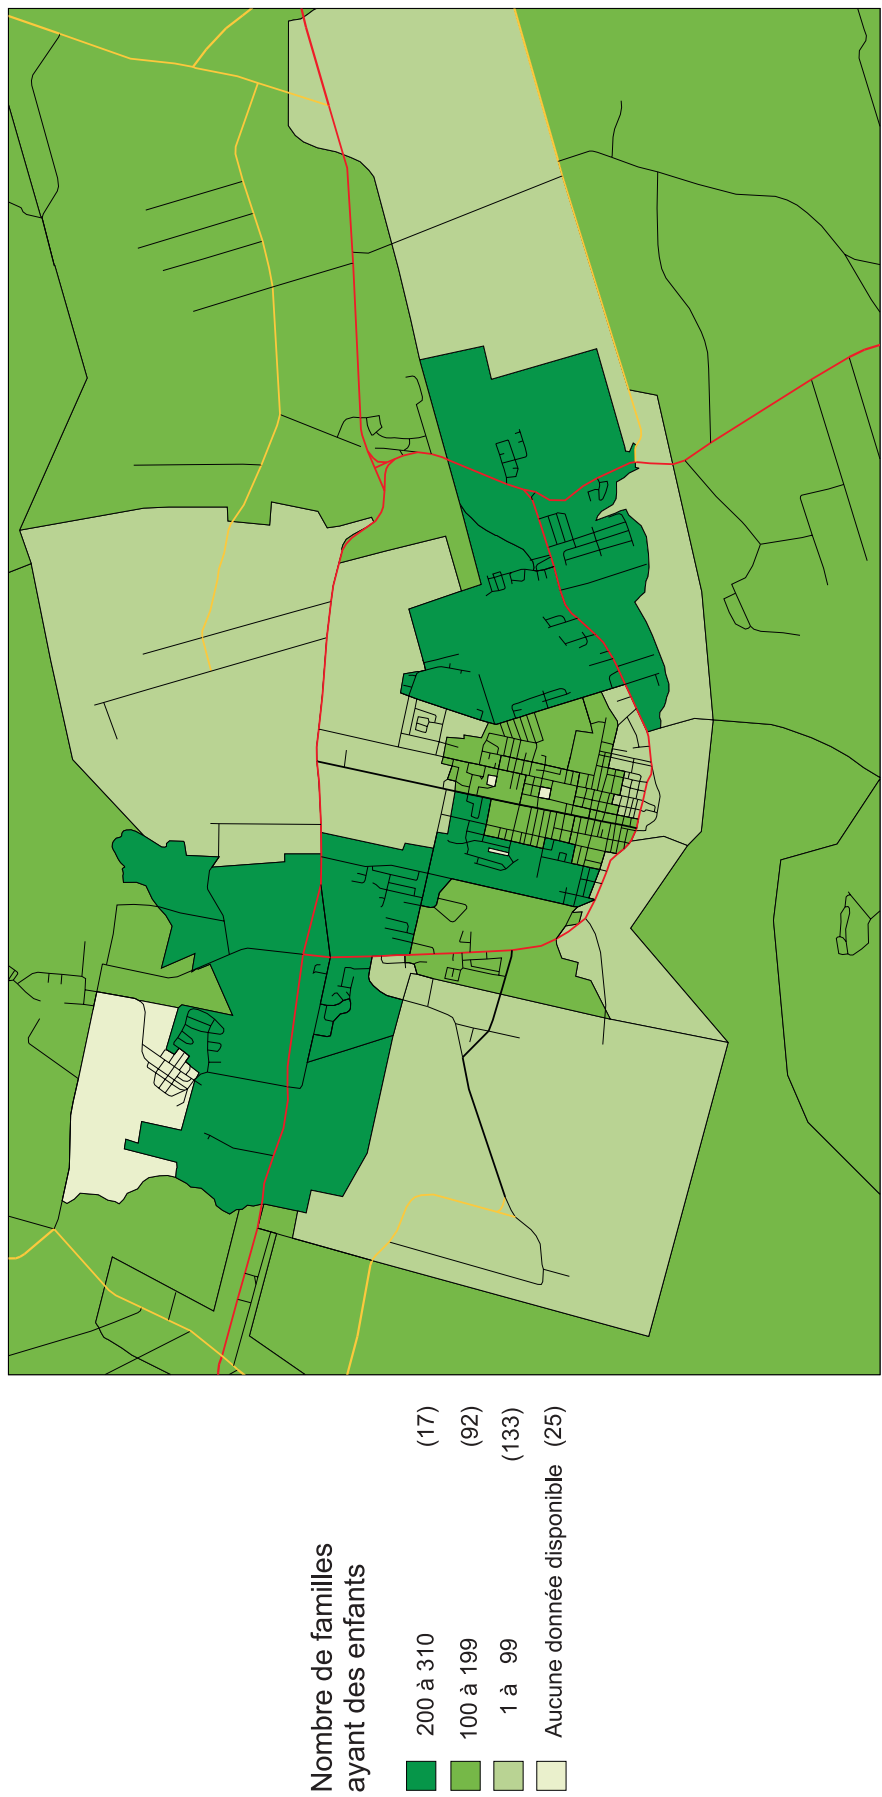 Nombre de familles
ayant des enfants
200 à 310 (17)
100 à 199 (92)
1 à 99 (133)
Aucune donnée disponible (25)